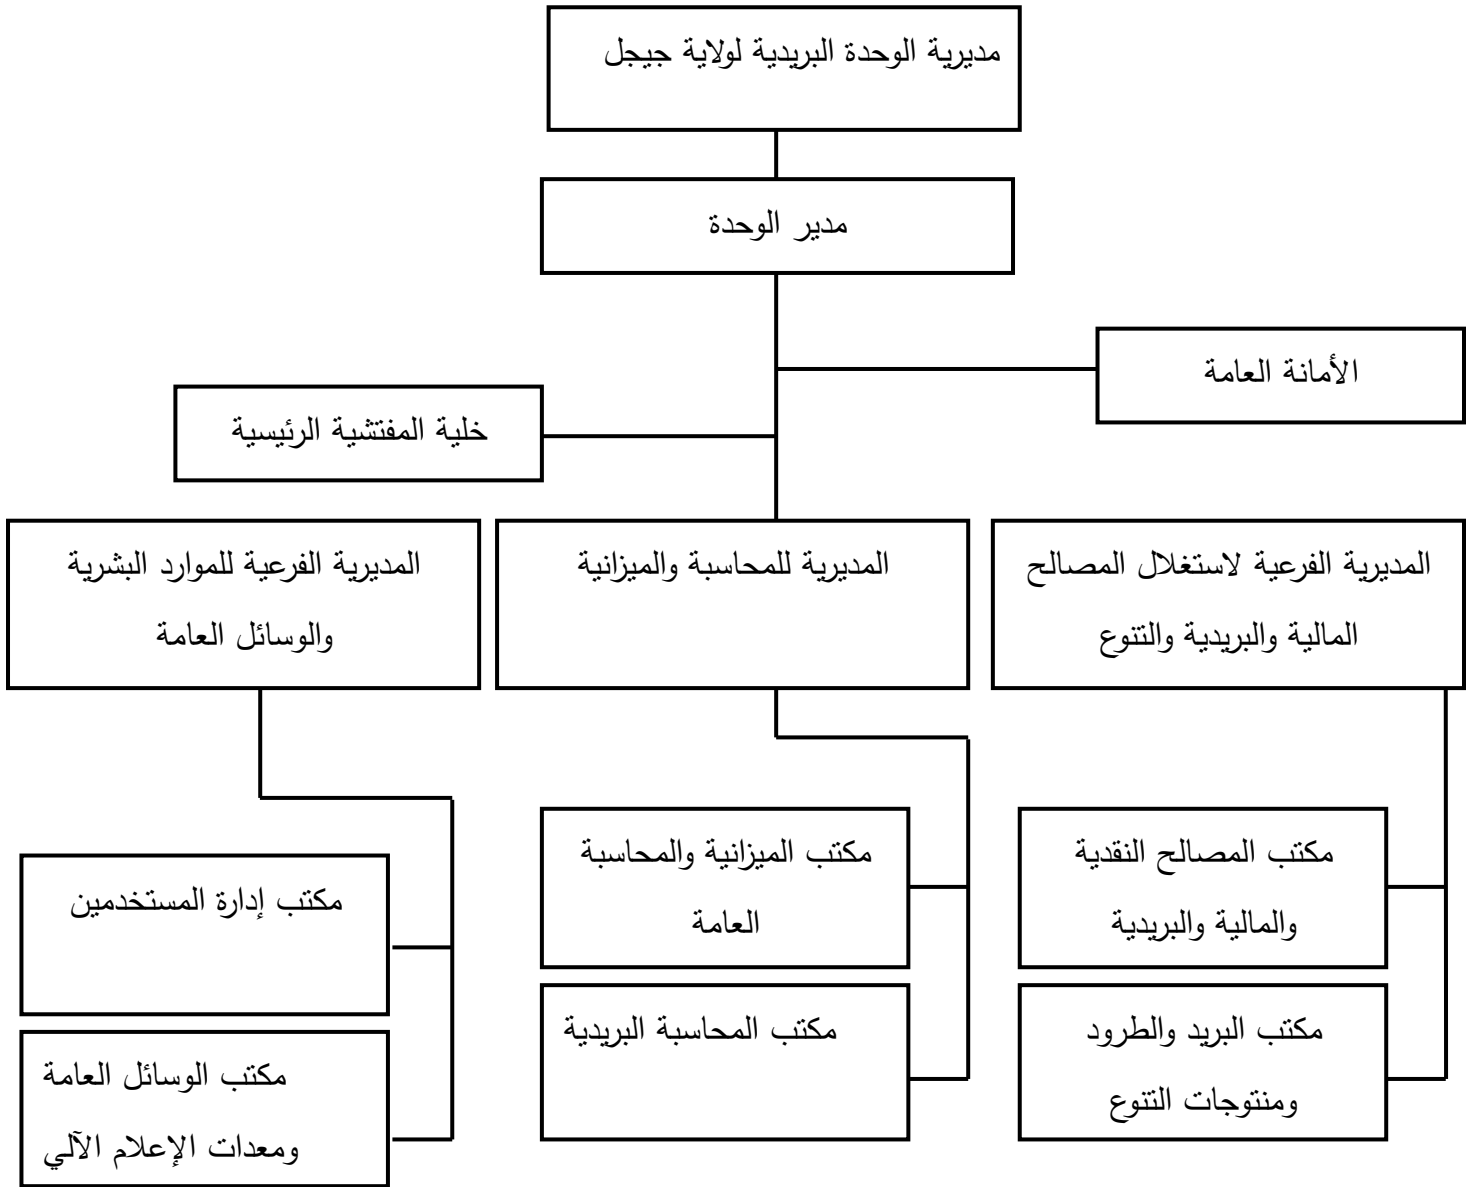 مديرية الوحدة البريدية لولاية جيجل
مدير الوحدة
الأمانة العامة
خلية المفتشية الرئيسية
المديرية الفرعية لاستغلال المصالح
المالية والبريدية والتنوع
المديرية للمحاسبة والميزانية
المديرية الفرعية للموارد البشرية
والوسائل العامة
مكتب المصالح النقدية
والمالية والبريدية
مكتب الميزانية والمحاسبة
العامة
مكتب إدارة المستخدمين
مكتب البريد والطرود
ومنتوجات التنوع
مكتب المحاسبة البريدية
مكتب الوسائل العامة
ومعدات الإعلام الآلي